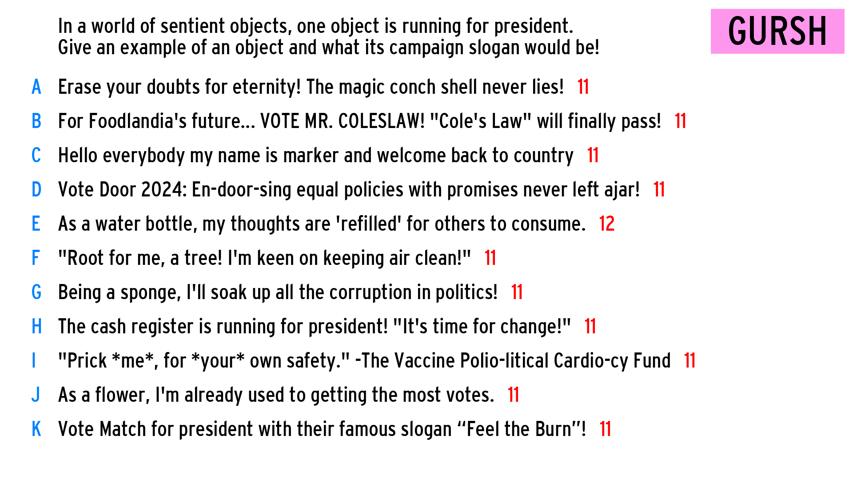 In a world of sentient objects, one object is running for president.
Give an example of an object and what its campaign slogan would be!
GURSH
A Erase your doubts for eternity! The magic conch shell never lies! 11
B For Foodlandia's future... VOTE MR. COLESLAW! "Cole's Law" will finally pass! 11
C Hello everybody my name is marker and welcome back to country 11
D Vote Door 2024: En-door-sing equal policies with promises never left ajar! 11
E As a water bottle, my thoughts are 'refilled' for others to consume. 12
F "Root for me, a tree! I'm keen on keeping air clean!" 11
G Being a sponge, I'll soak up all the corruption in politics! 11
H The cash register is running for president! "It's time for change!" 11
I "Prick *me*, for *your* own safety." -The Vaccine Polio-litical Cardio-cy Fund 11
J As a flower, I'm already used to getting the most votes. 11
K Vote Match for president with their famous slogan “Feel the Burn”! 11